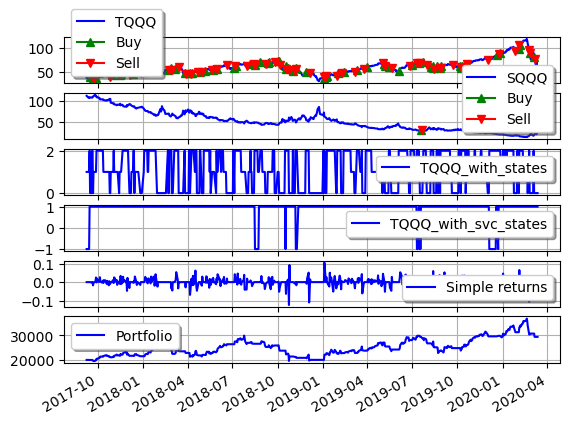 TQQQ
Buy
Sell
100
50
SQQQ
Buy
Sell
100
50
2
0
TQQQ_with_states
1
0
−1
TQQQ_with_svc_states
0.1
0.0
−0.1
Simple returns
30000
20000
Portfolio
2017-10 2018-01 2018-04 2018-07 2018-10 2019-01 2019-04 2019-07 2019-10 2020-01 2020-04